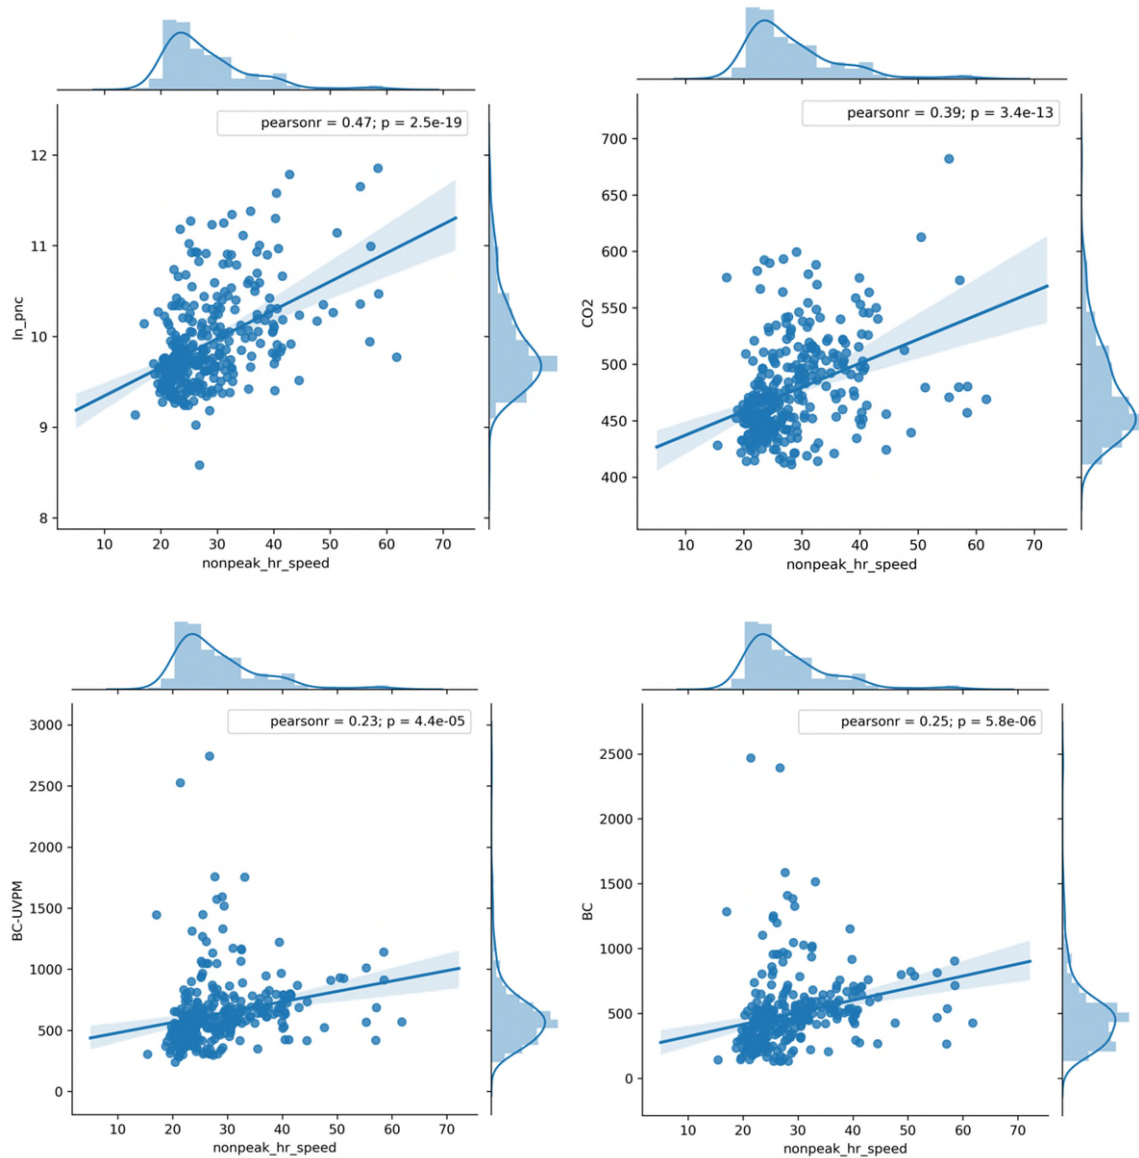 pearsonr = 0.47; p = 2.5e-19
12
11
10
9
8
ln_pnc
10 20 30 40 50 60 70
nonpeak_hr_speed
pearsonr = 0.39; p = 3.4e-13
700
650
600
550
500
450
400
CO2
10 20 30 40 50 60 70
nonpeak_hr_speed
pearsonr = 0.23; p = 4.4e-05
3000
2500
2000
1500
1000
500
0
BC-UVPM
10 20 30 40 50 60 70
nonpeak_hr_speed
pearsonr = 0.25; p = 5.8e-06
2500
2000
1500
1000
500
0
BC
10 20 30 40 50 60 70
nonpeak_hr_speed